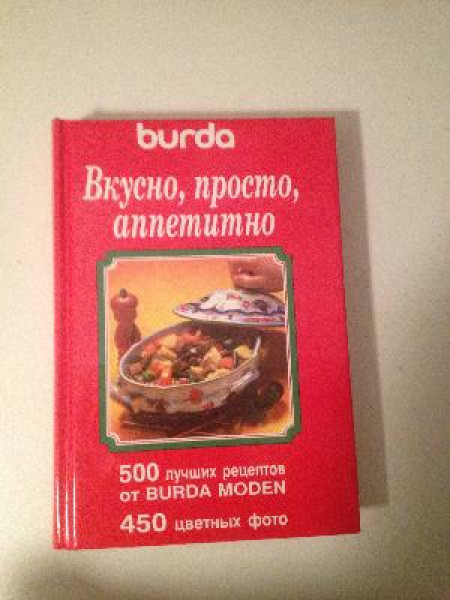 burda
Вкусно, просто,
аппетитно
500 лучших рецептов
от BURDA MODEN
450 цветных фото